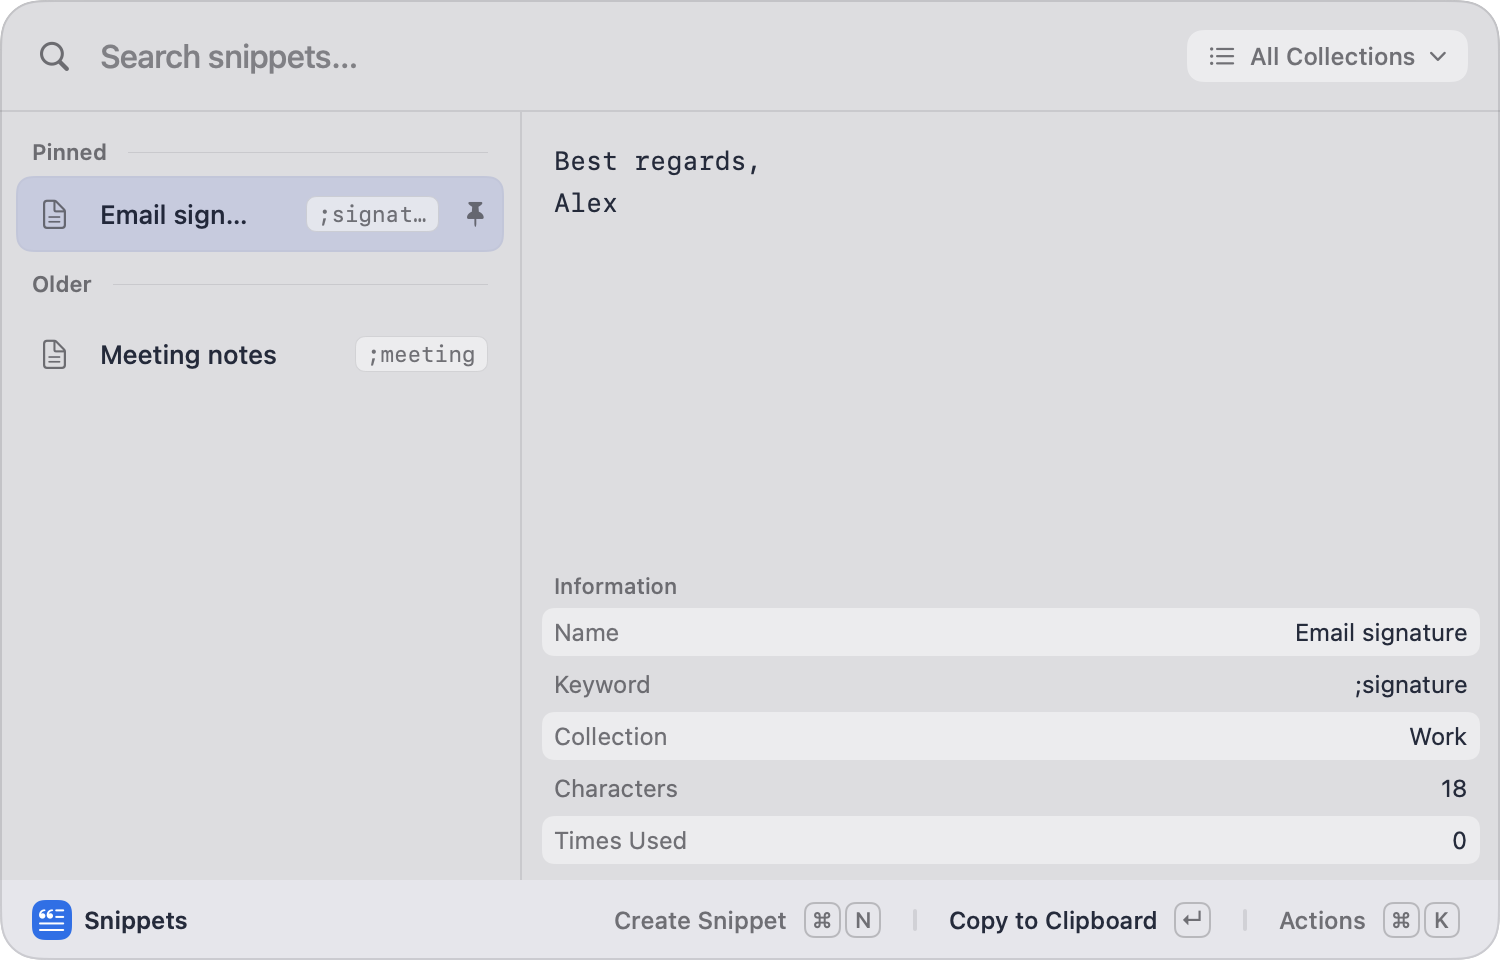 Search snippets...
All Collections
Pinned
Email sign...
;signat…
Older
Meeting notes
;meeting
Best regards,
Alex
Information
Name Email signature
Keyword ;signature
Collection Work
Characters 18
Times Used 0
Snippets
Create Snippet ⌘ N
Copy to Clipboard ↵
Actions ⌘ K